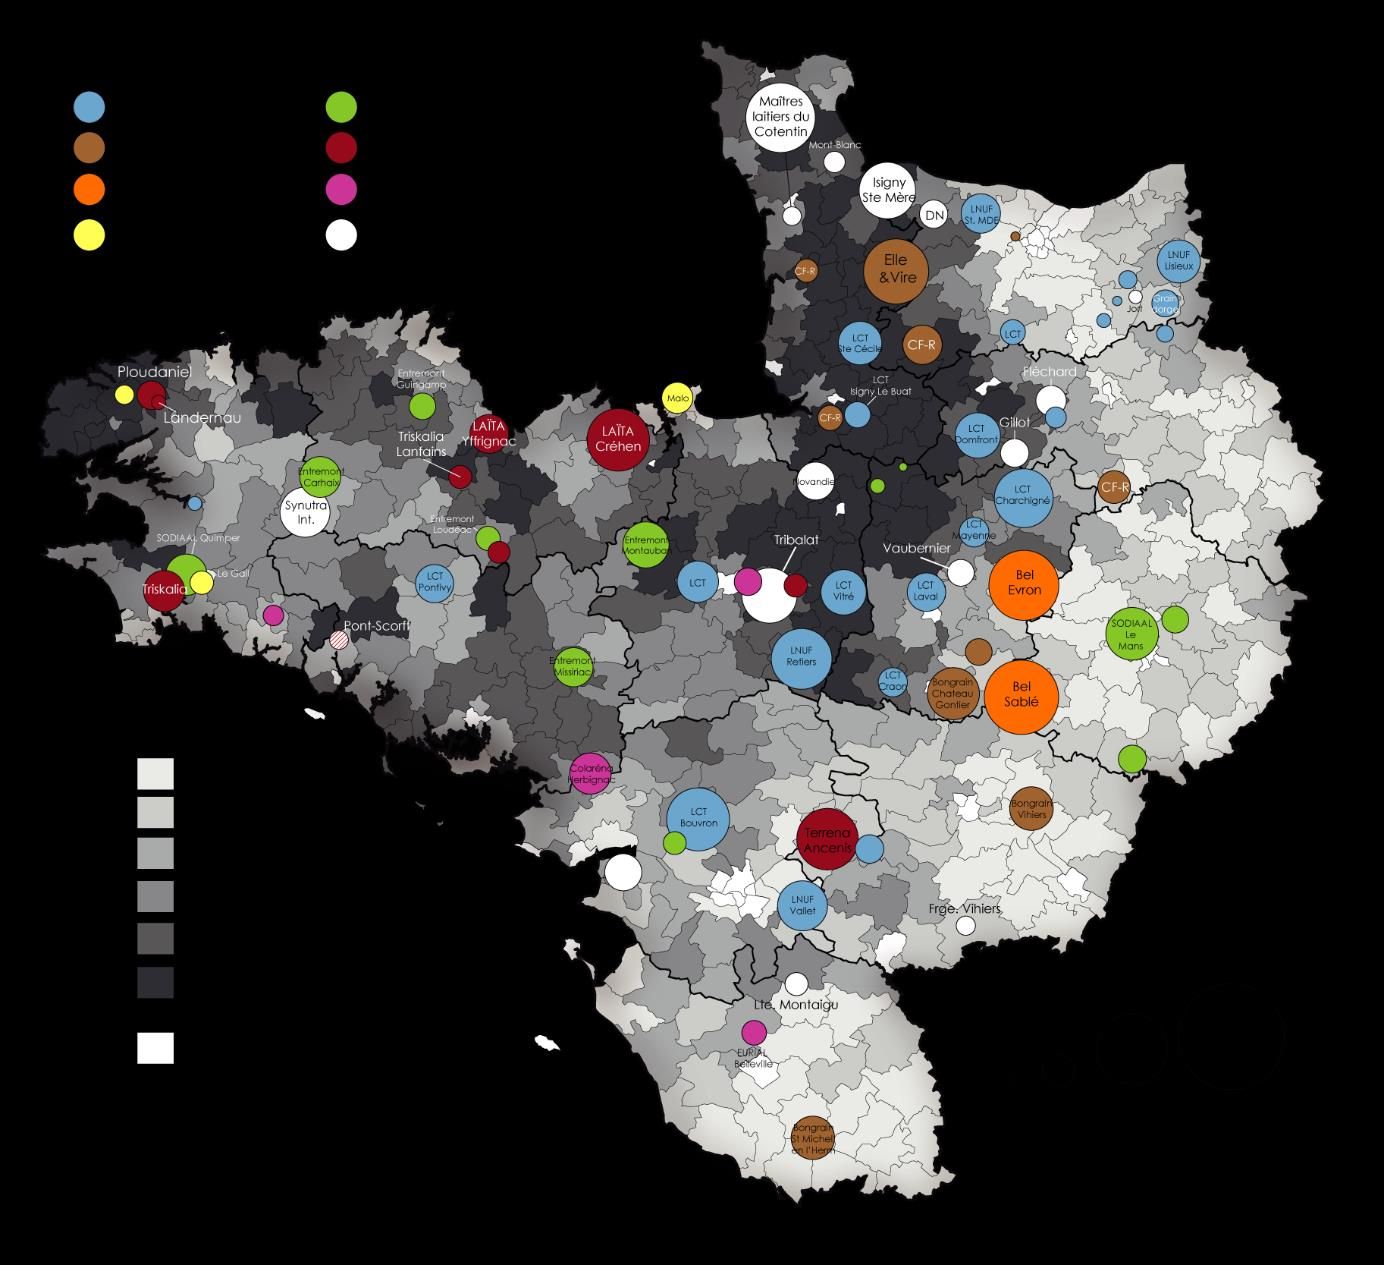 Maîtres
laitiers du
Cotentin
Mont-Blanc
Isigny
Ste Mère
DN
LNUF
St. MDE
LNUF
Lisieux
CF-R
Elle
&Vire
Jort
LCT
Ste Cécile
CF-R
LCT
Fléchard
Ploudaniel
Landernau
Entremont
Guingamp
Malo
LCT
Isigny Le Buat
CF-R
LAÏTA
Yffrignac
LAÏTA
Créhen
Triskalia
Lanfains
LCT
Domfront
Gillot
Entremont
Carhaix
Synutra
Int.
Novandie
LCT
Charchigné
CF-R
Entremont
Loudéac
SODIAAL Quimper
Le Gall
Triskalia
Entremont
Montauban
Tribalat
Vaubernier
LCT
Mayenne
LCT
Pontivy
LCT
LCT
Vitré
LCT
Laval
Bel
Evron
Pont-Scorff
SODIAAL
Le
Mans
Entremont
Missiriac
LNUF
Retiers
LCT
Craon
Bongrain
Chateau
Gontier
Bel
Sablé
Colaréna
Herbignac
LCT
Bouvron
Terrena
Ancenis
Bongrain
Vihiers
LNUF
Vallet
Frge. Vihiers
Lte. Montaigu
EURIAL
Belleville
Bongrain
St Michel
en l'Herm